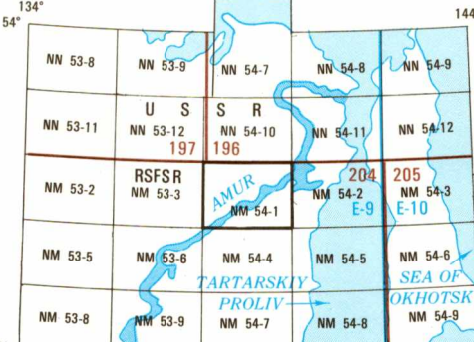 134°
144
54°
NN 53-8
NN 53-9
NN 54-7
NN 54-8
NN 54-9
U S S R
NN 53-11
NN 53-12
NN 54-10
NN 54-11
NN 54-12
197
196
RSFSR
204
205
NM 53-2
NM 53-3
AMUR
NM 54-1
NM 54-2
NM 54-3
E-9
E-10
NM 53-5
NM 53-6
NM 54-4
NM 54-5
NM 54-6
TARTARSKIY
PROLIV
SEA OF
OKHOTSK
NM 53-8
NM 53-9
NM 54-7
NM 54-8
NM 54-9